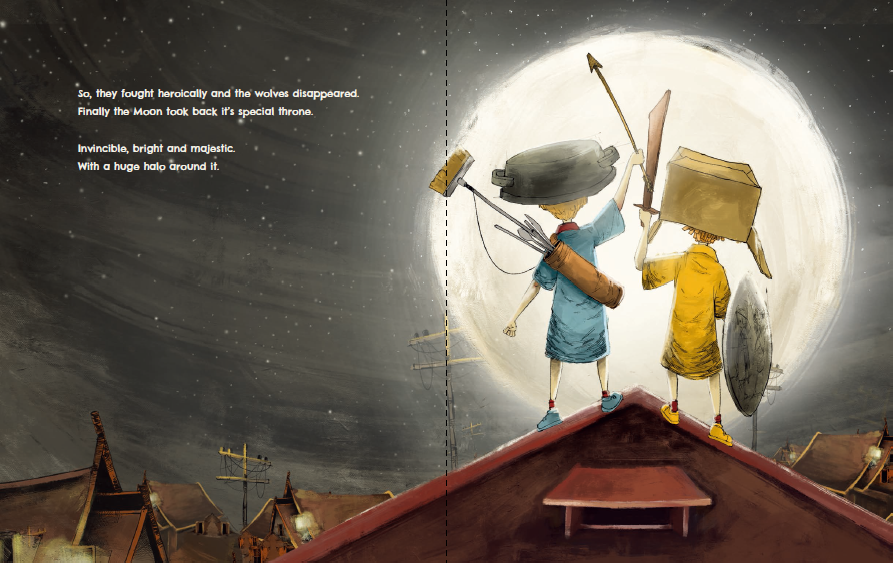 So, they fought heroically and the wolves disappeared.
Finally the Moon took back it's special throne.
Invincible, bright and majestic.
With a huge halo around it.